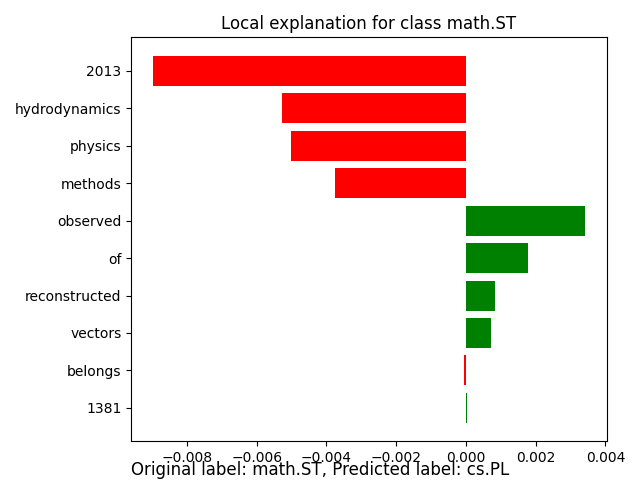 Local explanation for class math.ST
2013
hydrodynamics
physics
methods
observed
of
reconstructed
vectors
belongs
1381
−0.008 −0.006 −0.004 −0.002 0.000 0.002 0.004
Original label: math.ST, Predicted label: cs.PL